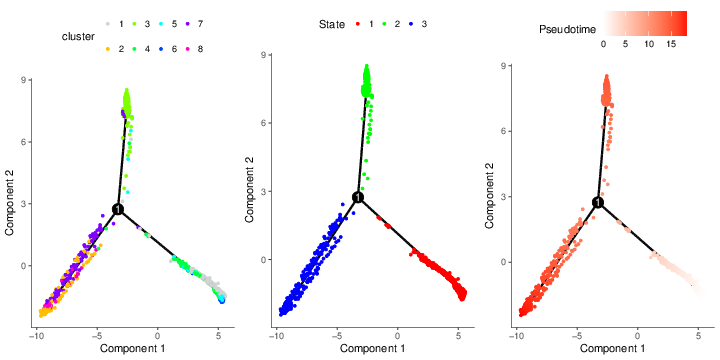 cluster
1 3 5 7
2 4 6 8
State 1 2 3
Pseudotime
0 5 10 15
9
6
3
0
Component 2
-10 -5 0 5
Component 1
1
9
6
3
0
Component 2
-10 -5 0 5
Component 1
1
9
6
3
0
Component 2
-10 -5 0 5
Component 1
1